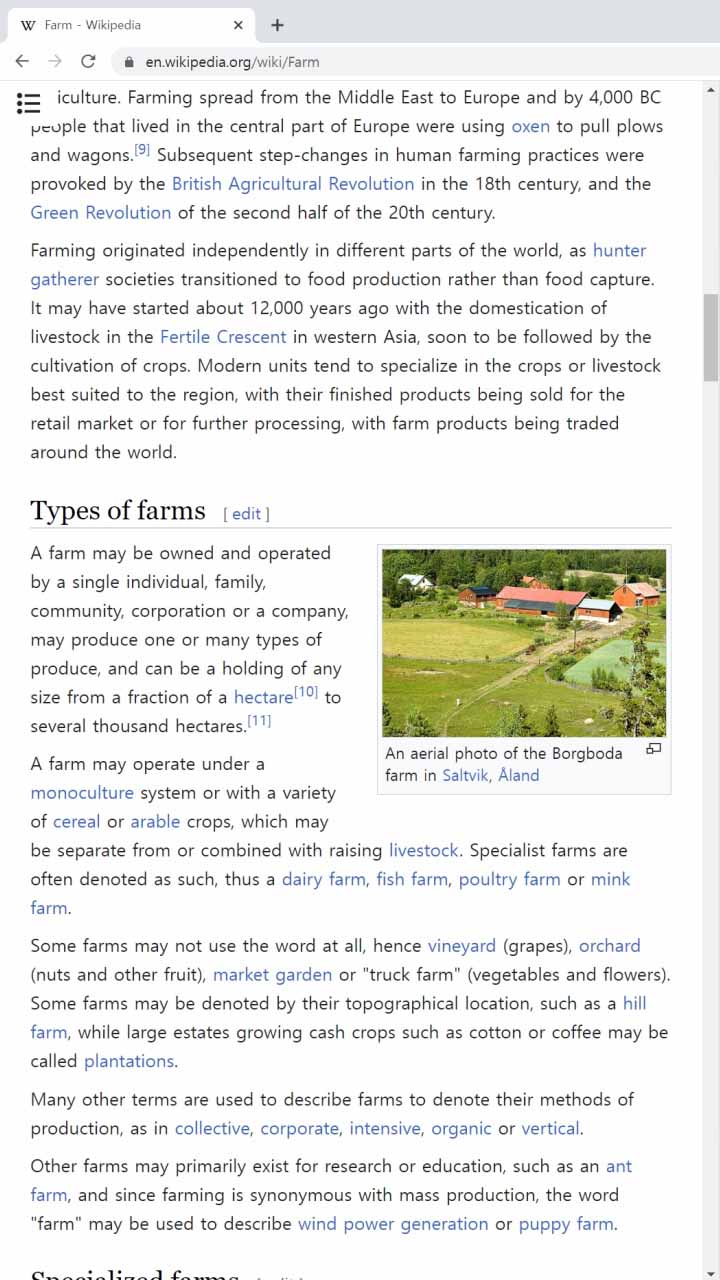 W Farm - Wikipedia × +
en.wikipedia.org/wiki/Farm
iculture. Farming spread from the Middle East to Europe and by 4,000 BC
people that lived in the central part of Europe were using oxen to pull plows
and wagons.[9] Subsequent step-changes in human farming practices were
provoked by the British Agricultural Revolution in the 18th century, and the
Green Revolution of the second half of the 20th century.
Farming originated independently in different parts of the world, as hunter
gatherer societies transitioned to food production rather than food capture.
It may have started about 12,000 years ago with the domestication of
livestock in the Fertile Crescent in western Asia, soon to be followed by the
cultivation of crops. Modern units tend to specialize in the crops or livestock
best suited to the region, with their finished products being sold for the
retail market or for further processing, with farm products being traded
around the world.
Types of farms [ edit ]
A farm may be owned and operated
by a single individual, family,
community, corporation or a company,
may produce one or many types of
produce, and can be a holding of any
size from a fraction of a hectare[10] to
several thousand hectares.[11]
An aerial photo of the Borgboda
farm in Saltvik, Åland
A farm may operate under a
monoculture system or with a variety
of cereal or arable crops, which may
be separate from or combined with raising livestock. Specialist farms are
often denoted as such, thus a dairy farm, fish farm, poultry farm or mink
farm.
Some farms may not use the word at all, hence vineyard (grapes), orchard
(nuts and other fruit), market garden or "truck farm" (vegetables and flowers).
Some farms may be denoted by their topographical location, such as a hill
farm, while large estates growing cash crops such as cotton or coffee may be
called plantations.
Many other terms are used to describe farms to denote their methods of
production, as in collective, corporate, intensive, organic or vertical.
Other farms may primarily exist for research or education, such as an ant
farm, and since farming is synonymous with mass production, the word
"farm" may be used to describe wind power generation or puppy farm.
Specialized farms [ edit ]